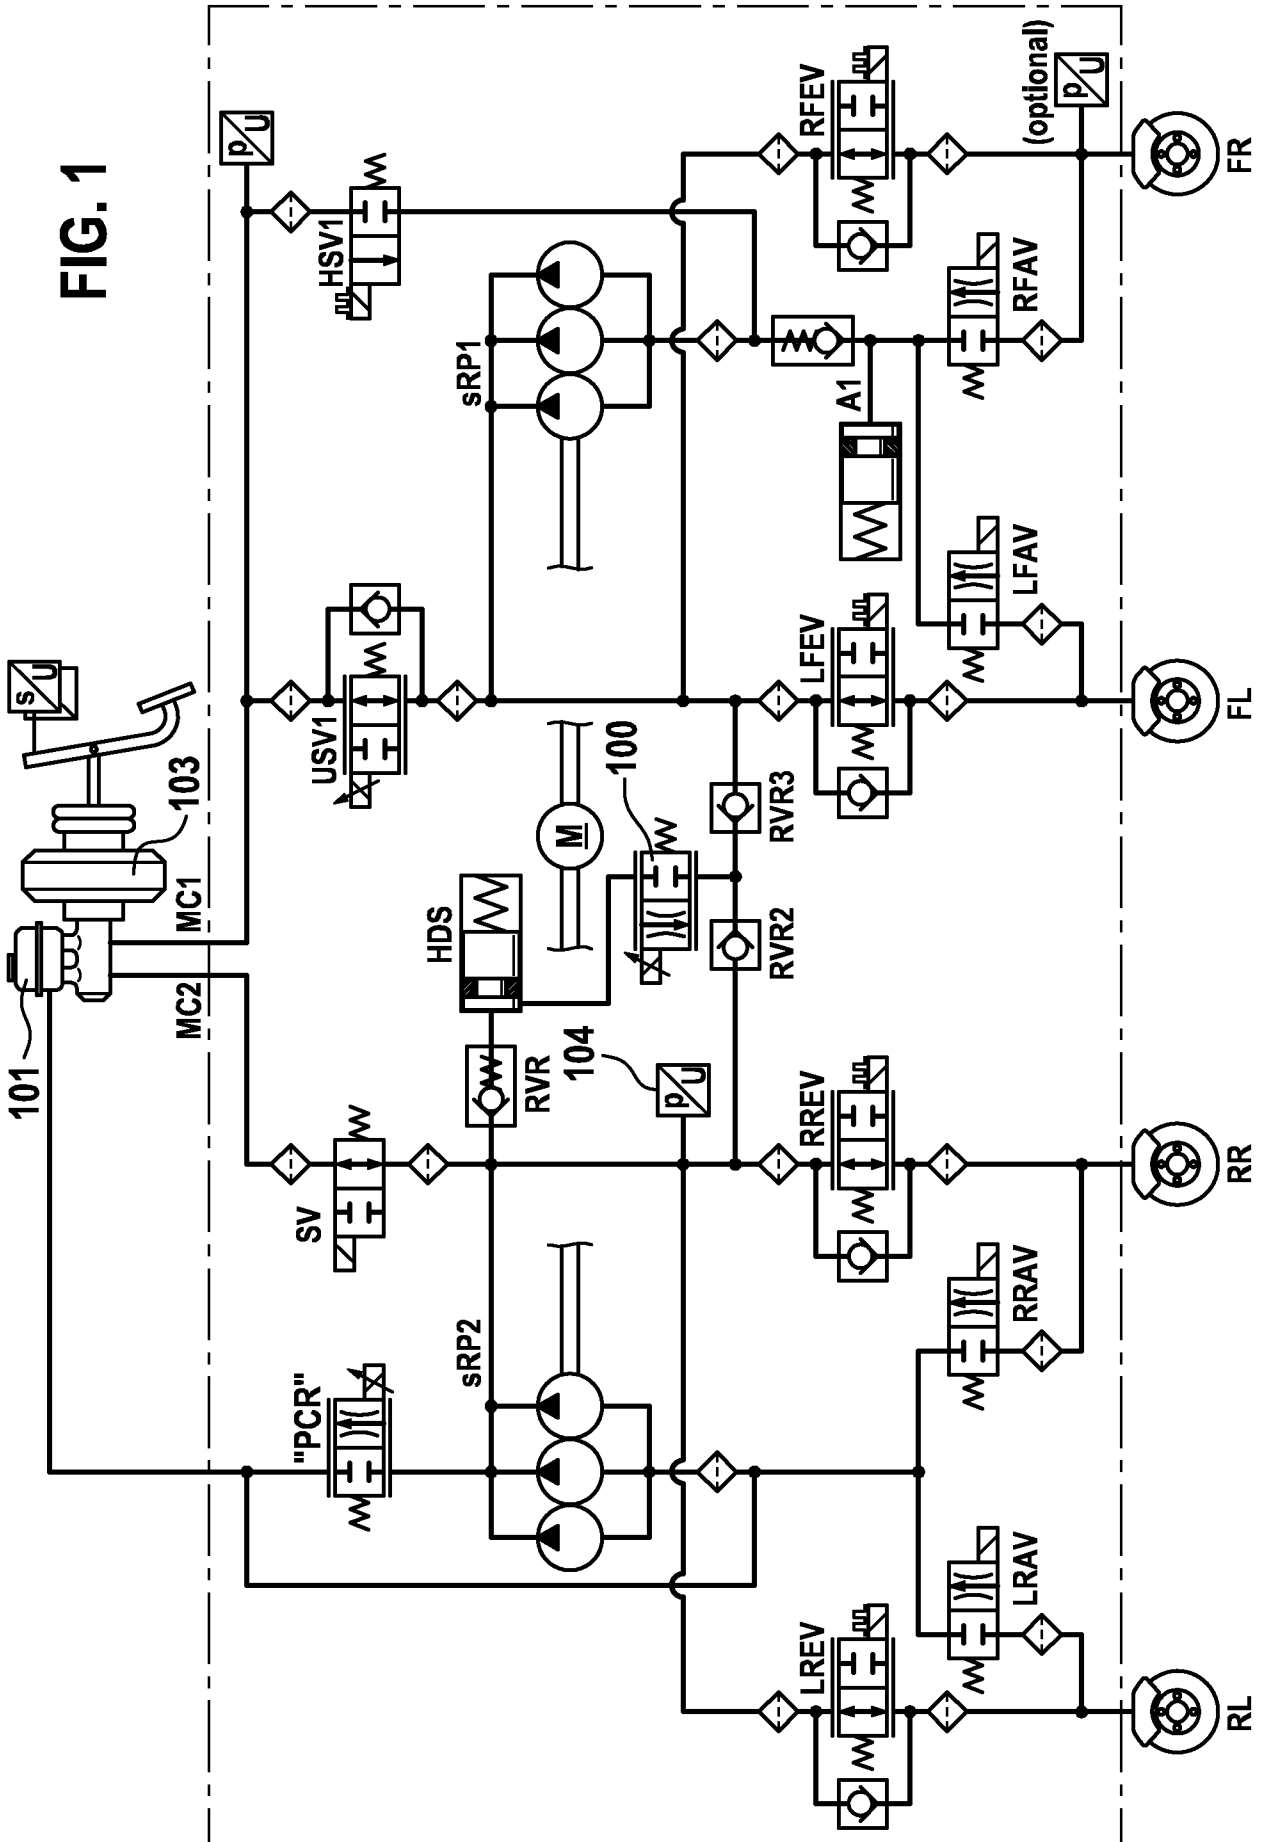 FIG. 1
s
U
101
103
MC2
MC1
p
U
"PCR"
SV
USV1
HSV1
sRP2
RVR
HDS
M
sRP1
104
p
U
100
RVR2
RVR3
A1
LREV
RREV
LFEV
RFEV
LRAV
RRAV
LFAV
RFAV
(optional)
p
U
RL
RR
FL
FR